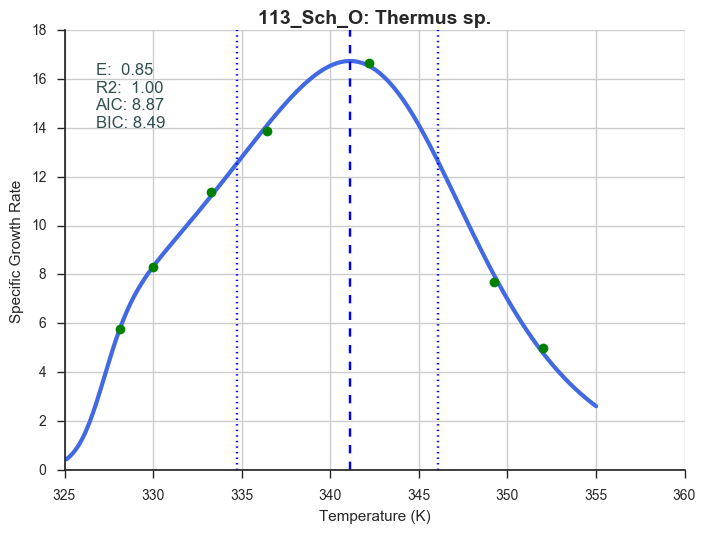 113_Sch_O: Thermus sp.
18
16
14
12
10
8
6
4
2
0
E:  0.85
R2:  1.00
AIC: 8.87
BIC: 8.49
Specific Growth Rate
325 330 335 340 345 350 355 360
Temperature (K)